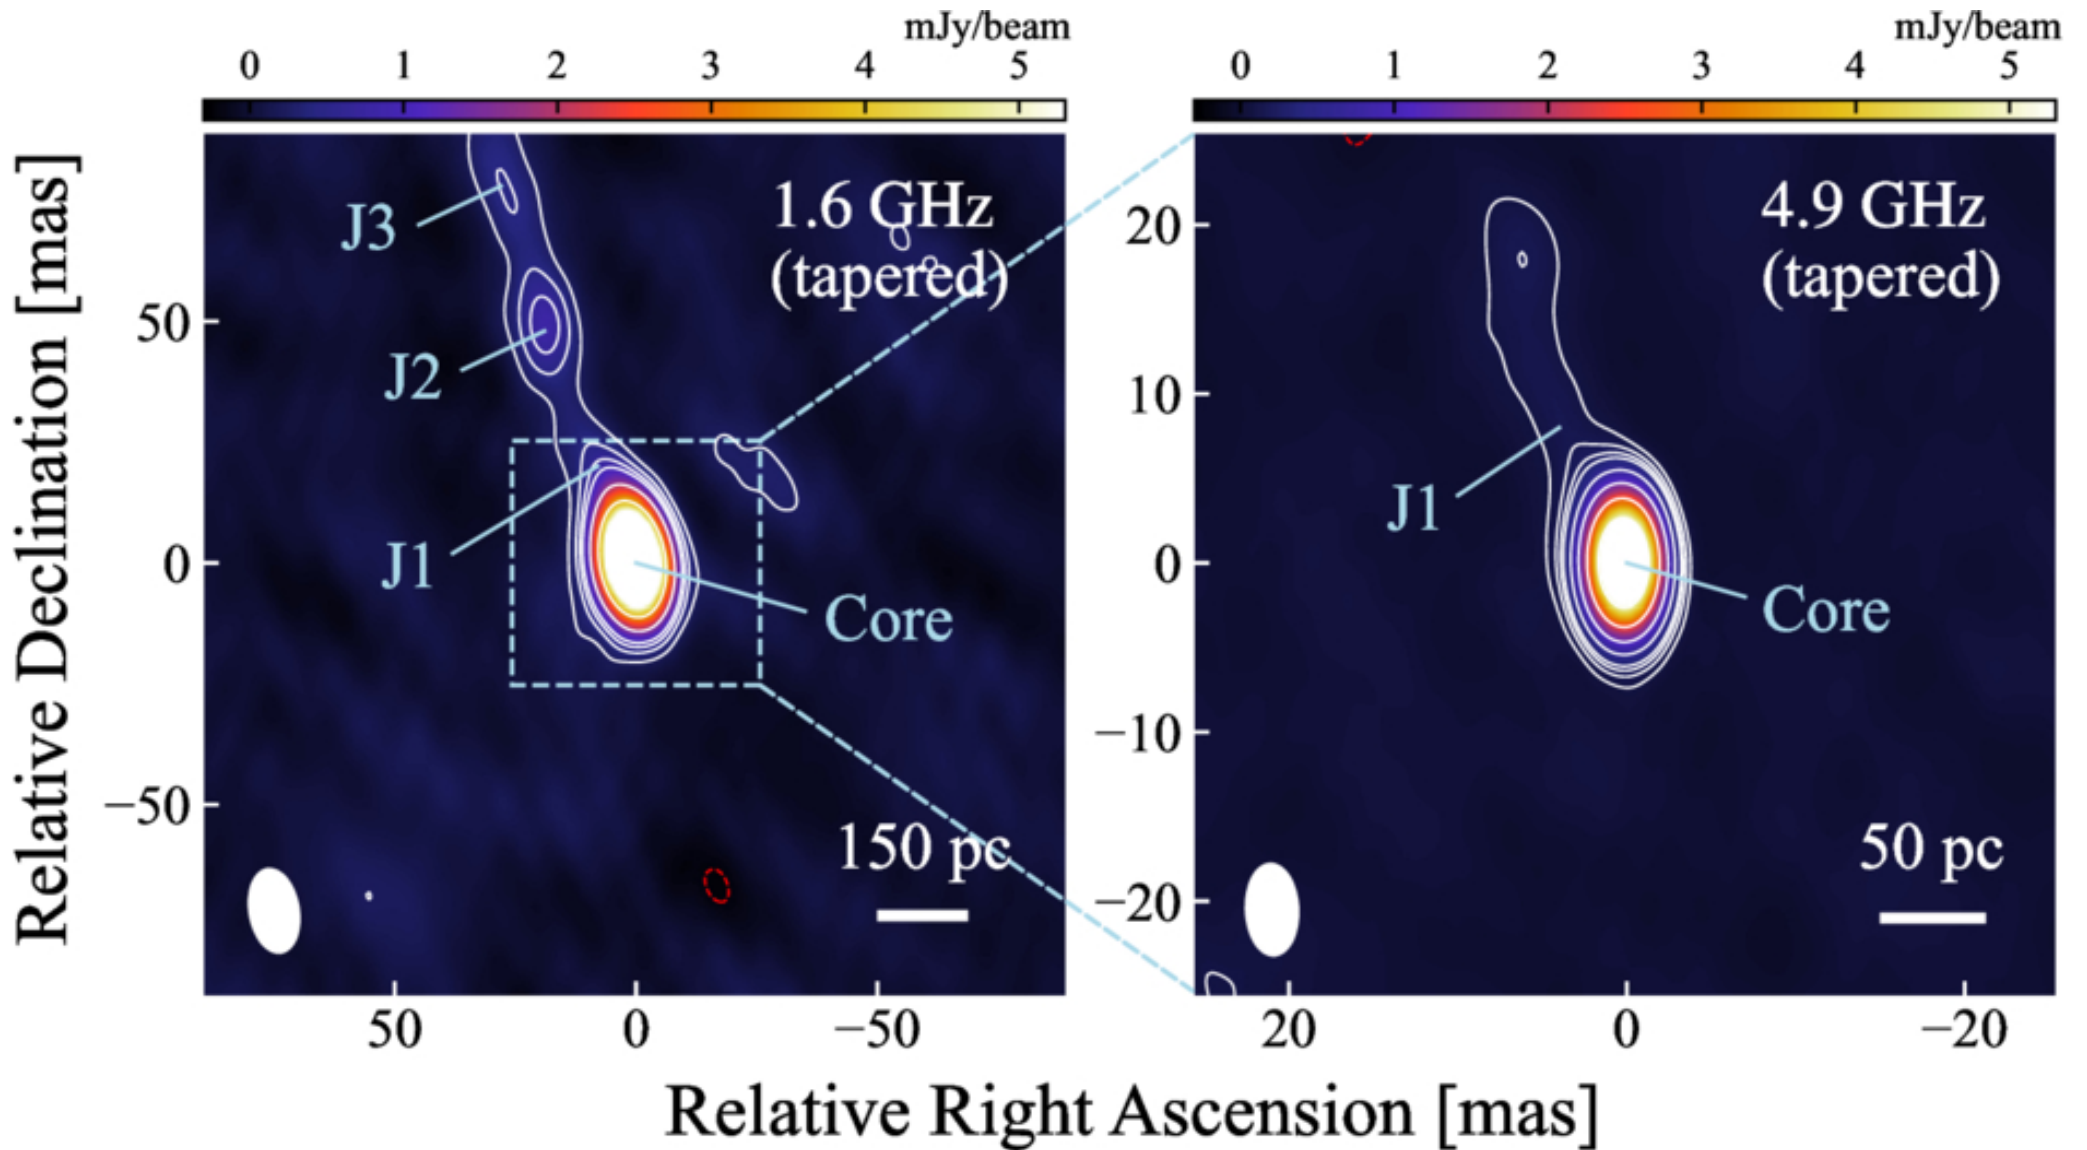 mJy/beam
0 1 2 3 4 5
1.6 GHz
(tapered)
J3
J2
J1
Core
150 pc
50
0
−50
50 0 −50
mJy/beam
0 1 2 3 4 5
4.9 GHz
(tapered)
J1
Core
50 pc
20
10
0
−10
−20
20 0 −20
Relative Declination [mas]
Relative Right Ascension [mas]